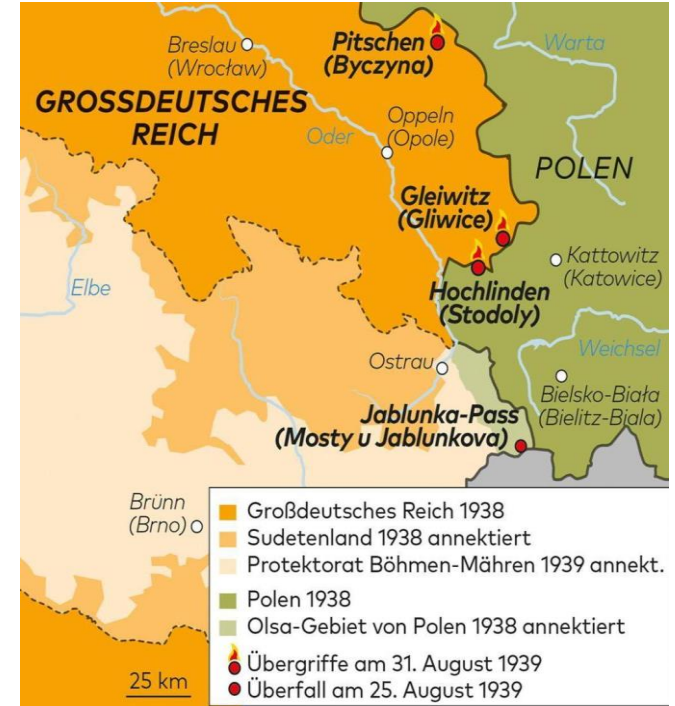 Breslau
(Wrocław)
Pitschen
(Byczyna)
Warta
GROSSDEUTSCHES
REICH
Oppeln
(Opole)
Oder
POLEN
Gleiwitz
(Gliwice)
Kattowitz
(Katowice)
Elbe
Hochlinden
(Stodoly)
Weichsel
Ostrau
Bielsko-Biała
(Bielitz-Bjala)
Jablunka-Pass
(Mosty u Jablunkova)
Brünn
(Brno)
Großdeutsches Reich 1938
Sudetenland 1938 annektiert
Protektorat Böhmen-Mähren 1939 annekt.
Polen 1938
Olsa-Gebiet von Polen 1938 annektiert
Übergriffe am 31. August 1939
Überfall am 25. August 1939
25 km